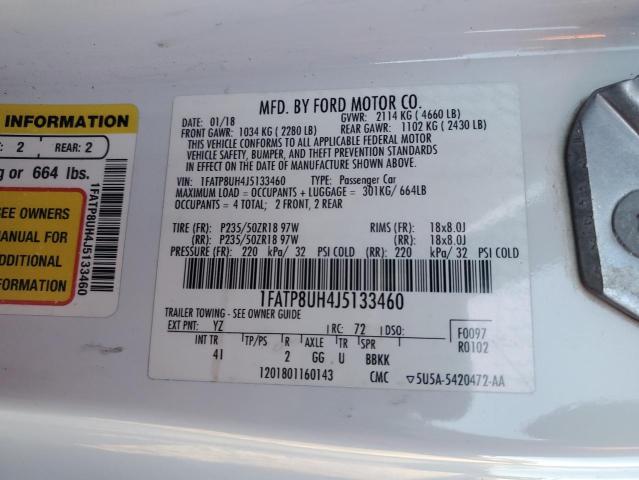 INFORMATION
2 REAR: 2
or 664 lbs.
SEE OWNERS
MANUAL FOR
ADDITIONAL
INFORMATION
1FATP8UH4J5133460
MFD. BY FORD MOTOR CO.
DATE: 01/18 GVWR: 2114 KG ( 4660 LB)
FRONT GAWR: 1034 KG ( 2280 LB) REAR GAWR: 1102 KG ( 2430 LB)
THIS VEHICLE CONFORMS TO ALL APPLICABLE FEDERAL MOTOR
VEHICLE SAFETY, BUMPER, AND THEFT PREVENTION STANDARDS
IN EFFECT ON THE DATE OF MANUFACTURE SHOWN ABOVE.
VIN: 1FATP8UH4J5133460 TYPE: Passenger Car
MAXIMUM LOAD = OCCUPANTS + LUGGAGE = 301KG/ 664LB
OCCUPANTS = 4 TOTAL; 2 FRONT, 2 REAR
TIRE (FR): P235/50ZR18 97W RIMS (FR): 18x8.0J
(RR): P235/50ZR18 97W (RR): 18x8.0J
PRESSURE (FR): 220 kPa/ 32 PSI COLD (RR): 220 kPa/ 32 PSI COLD
1FATP8UH4J5133460
TRAILER TOWING - SEE OWNER GUIDE
EXT PNT: YZ RC: 72 DSO: F0097
INT TR TP/PS R AXLE TR SPR R0102
41 2 GG U BBKK
1201801160143 CMC ▽5U5A-5420472-AA